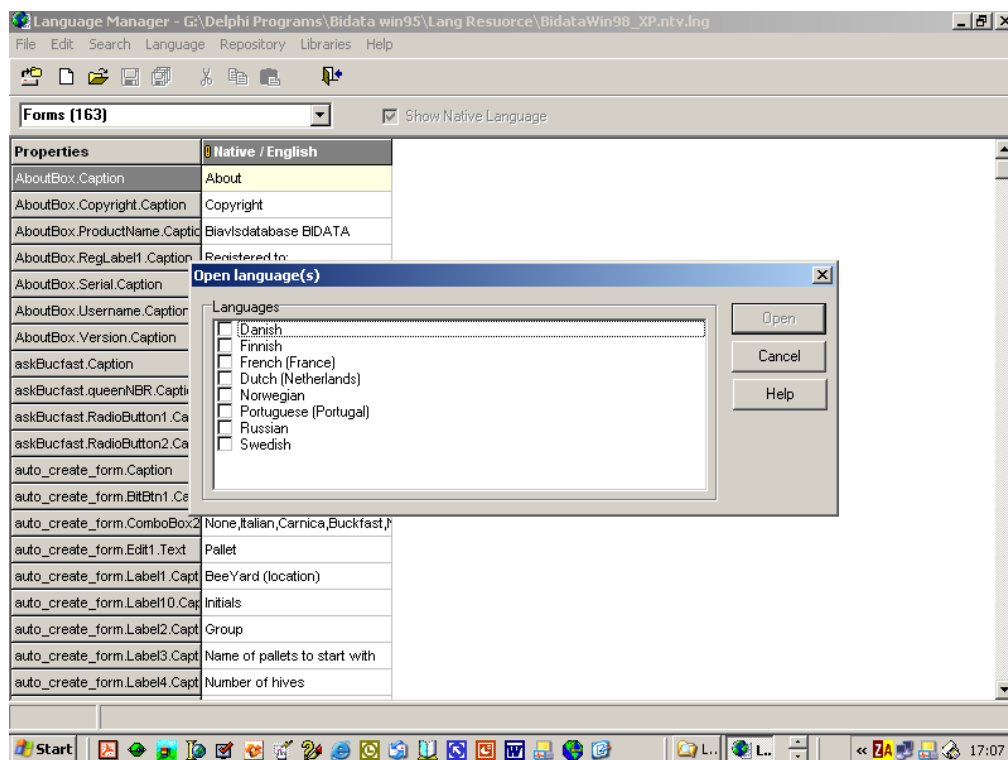 Language Manager - G:\Delphi Programs\Bidata win95\Lang Resuorce\BidataWin98_XP.ntv.lng
File Edit Search Language Repository Libraries Help
Forms (163)
Show Native Language
Properties Native / English
AboutBox.Caption About
AboutBox.Copyright.Caption Copyright
AboutBox.ProductName.Captic Biavlsdatabase BIDATA
AboutBox.RegLabel1.Caption Registered to:
AboutBox.Serial.Caption
AboutBox.Username.Caption
AboutBox.Version.Caption
askBucfast.Caption
askBucfast.queenNBR.Capti
askBucfast.RadioButton1.Ca
askBucfast.RadioButton2.Ca
auto_create_form.Caption
auto_create_form.BitBtn1.Ca
auto_create_form.ComboBox2 None,Italian,Carnica,Buckfast,
auto_create_form.Edit1.Text Pallet
auto_create_form.Label1.Capt BeeYard (location)
auto_create_form.Label10.Cap Initials
auto_create_form.Label2.Capt Group
auto_create_form.Label3.Capt Name of pallets to start with
auto_create_form.Label4.Capt Number of hives
Open language(s)
Languages
Danish
Finnish
French (France)
Dutch (Netherlands)
Norwegian
Portuguese (Portugal)
Russian
Swedish
Open
Cancel
Help
Start L... L... « ZA 17:07